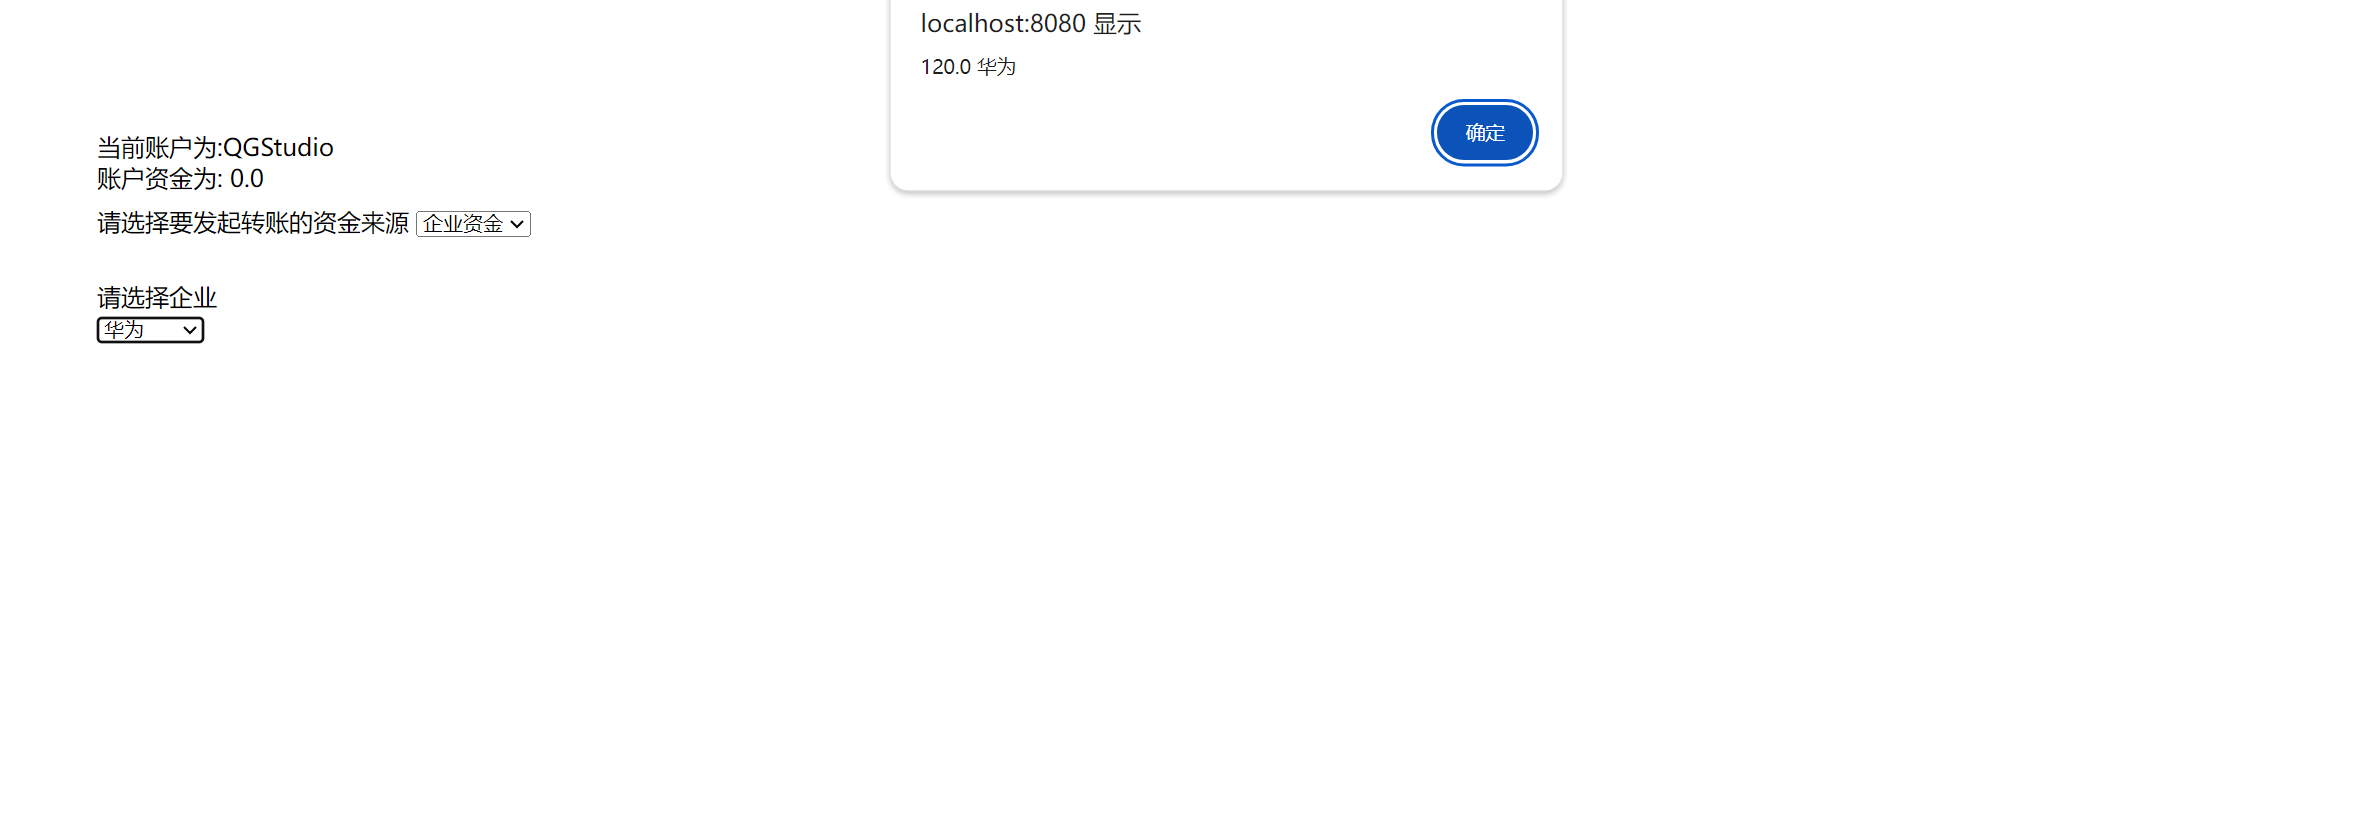 localhost:8080 显示
120.0 华为
确定
当前账户为:QGStudio
账户资金为: 0.0
请选择要发起转账的资金来源 企业资金
请选择企业
华为